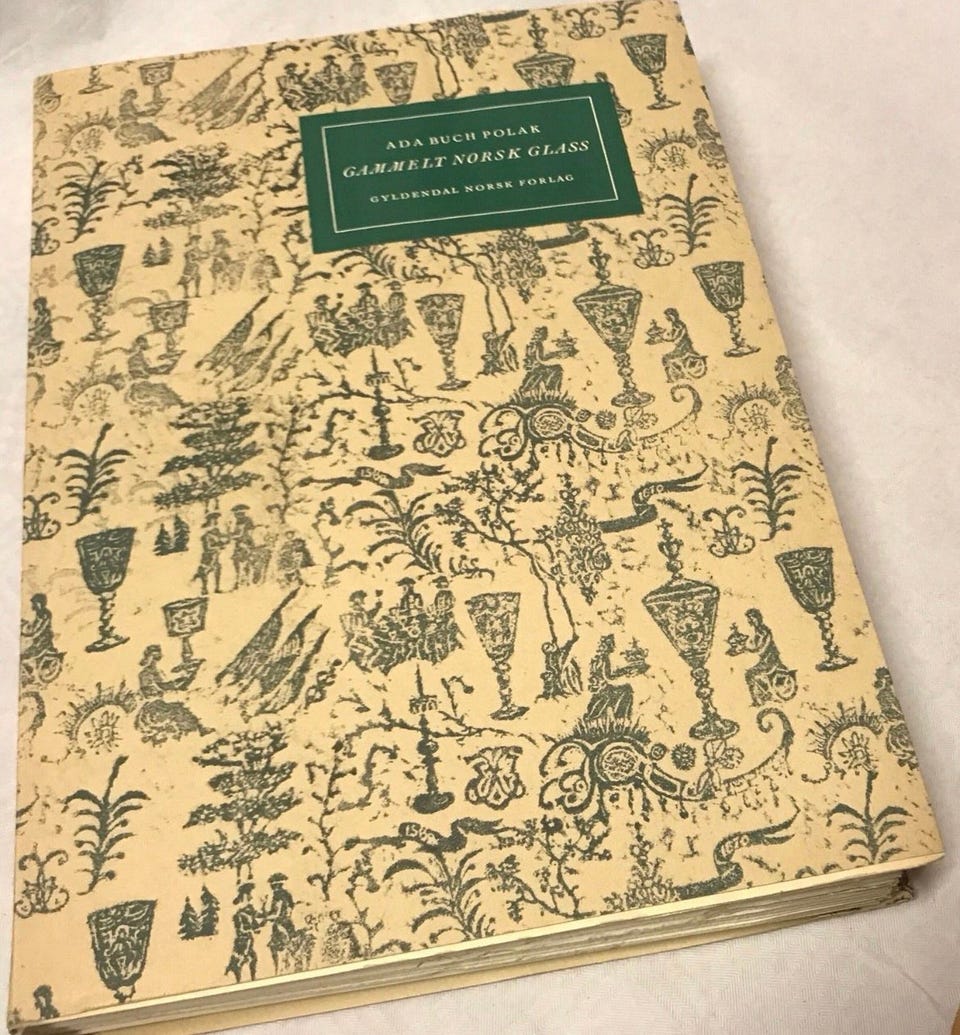 ADA BUCH POLAK
GAMMELT NORSK GLASS
GYLDENDAL NORSK FORLAG